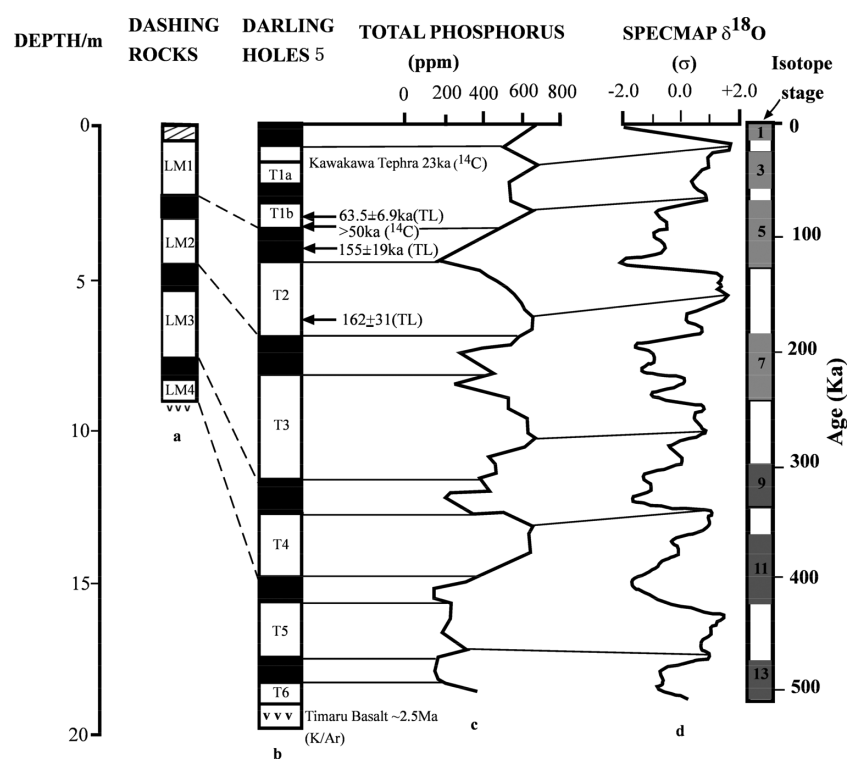 DEPTH/m
DASHING
ROCKS
DARLING
HOLES 5
TOTAL PHOSPHORUS
(ppm)
0 200 400 600 800
SPECMAP δ18O
(σ)
-2.0 0.0 +2.0
Isotope
stage
0
5
10
15
20
LM1
LM2
LM3
LM4
v v v
a
T1a
T1b
T2
T3
T4
T5
T6
v v v
b
Kawakawa Tephra 23ka (14C)
63.5±6.9ka(TL)
>50ka (14C)
155±19ka (TL)
162±31(TL)
Timaru Basalt ~2.5Ma
(K/Ar)
c
d
1
3
5
7
9
11
13
0
100
200
300
400
500
Age (Ka)